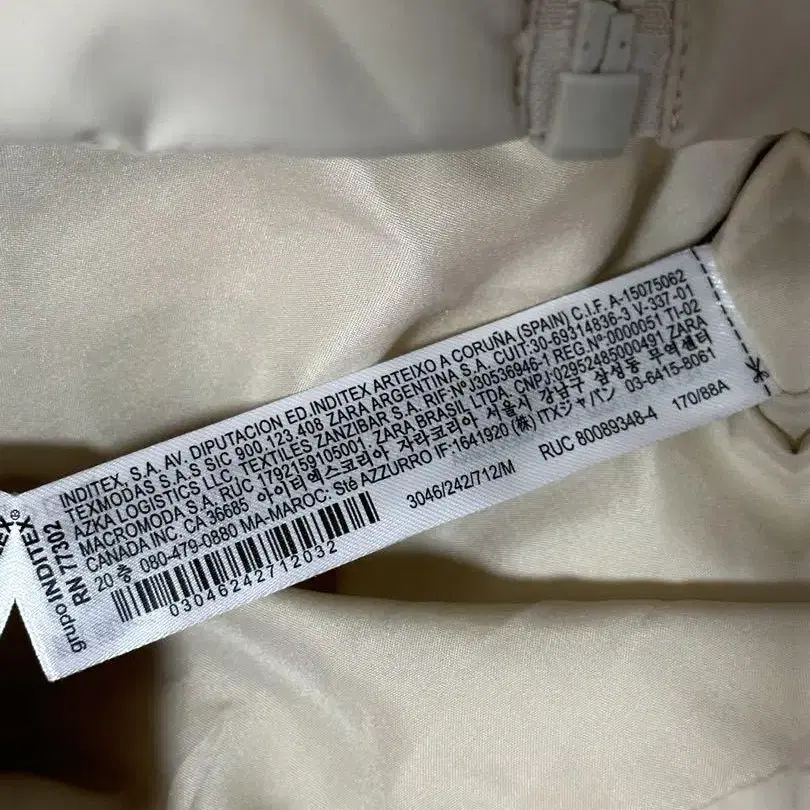 grupo INDITEX®
RN 77302
INDITEX, S.A. AV. DIPUTACION ED.INDITEX ARTEIXO A CORUÑA (SPAIN) C.I.F. A-15075062
TEXMODAS S.A.S SIC 900.123.408 ZARA ARGENTINA S.A. CUIT:30-69314836-3 V-337-01
AZKA LOGISTICS LLC, TEXTILES ZANZIBAR S.A. RIF.NºJ30536946-1 REG Nº-0000051 TI-02
MACROMODA S.A. RUC 1792159105001 ZARA BRASIL LTDA, CNPJ:02952485000491 ZARA
CANADA INC. CA 36685 아이티엑스코리아 자라코리아 서울시 강남구 삼성동 무역센터
20층 080-479-0880 MA-MAROC: Sté AZZURRO IF:1641920 (株) ITXジャパン 03-6415-8061
3046/242/712/M
RUC 80089348-4
170/88A
03046242712032